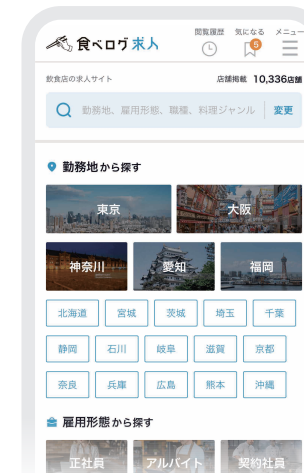 閲覧履歴 気になる メニュー
食べログ求人
5
飲食店の求人サイト 店舗掲載 10,336店舗
勤務地、雇用形態、職種、料理ジャンル 変更
勤務地から探す
東京 大阪
神奈川 愛知 福岡
北海道 宮城 茨城 埼玉 千葉
静岡 石川 岐阜 滋賀 京都
奈良 兵庫 広島 熊本 沖縄
雇用形態から探す
正社員 アルバイト 契約社員